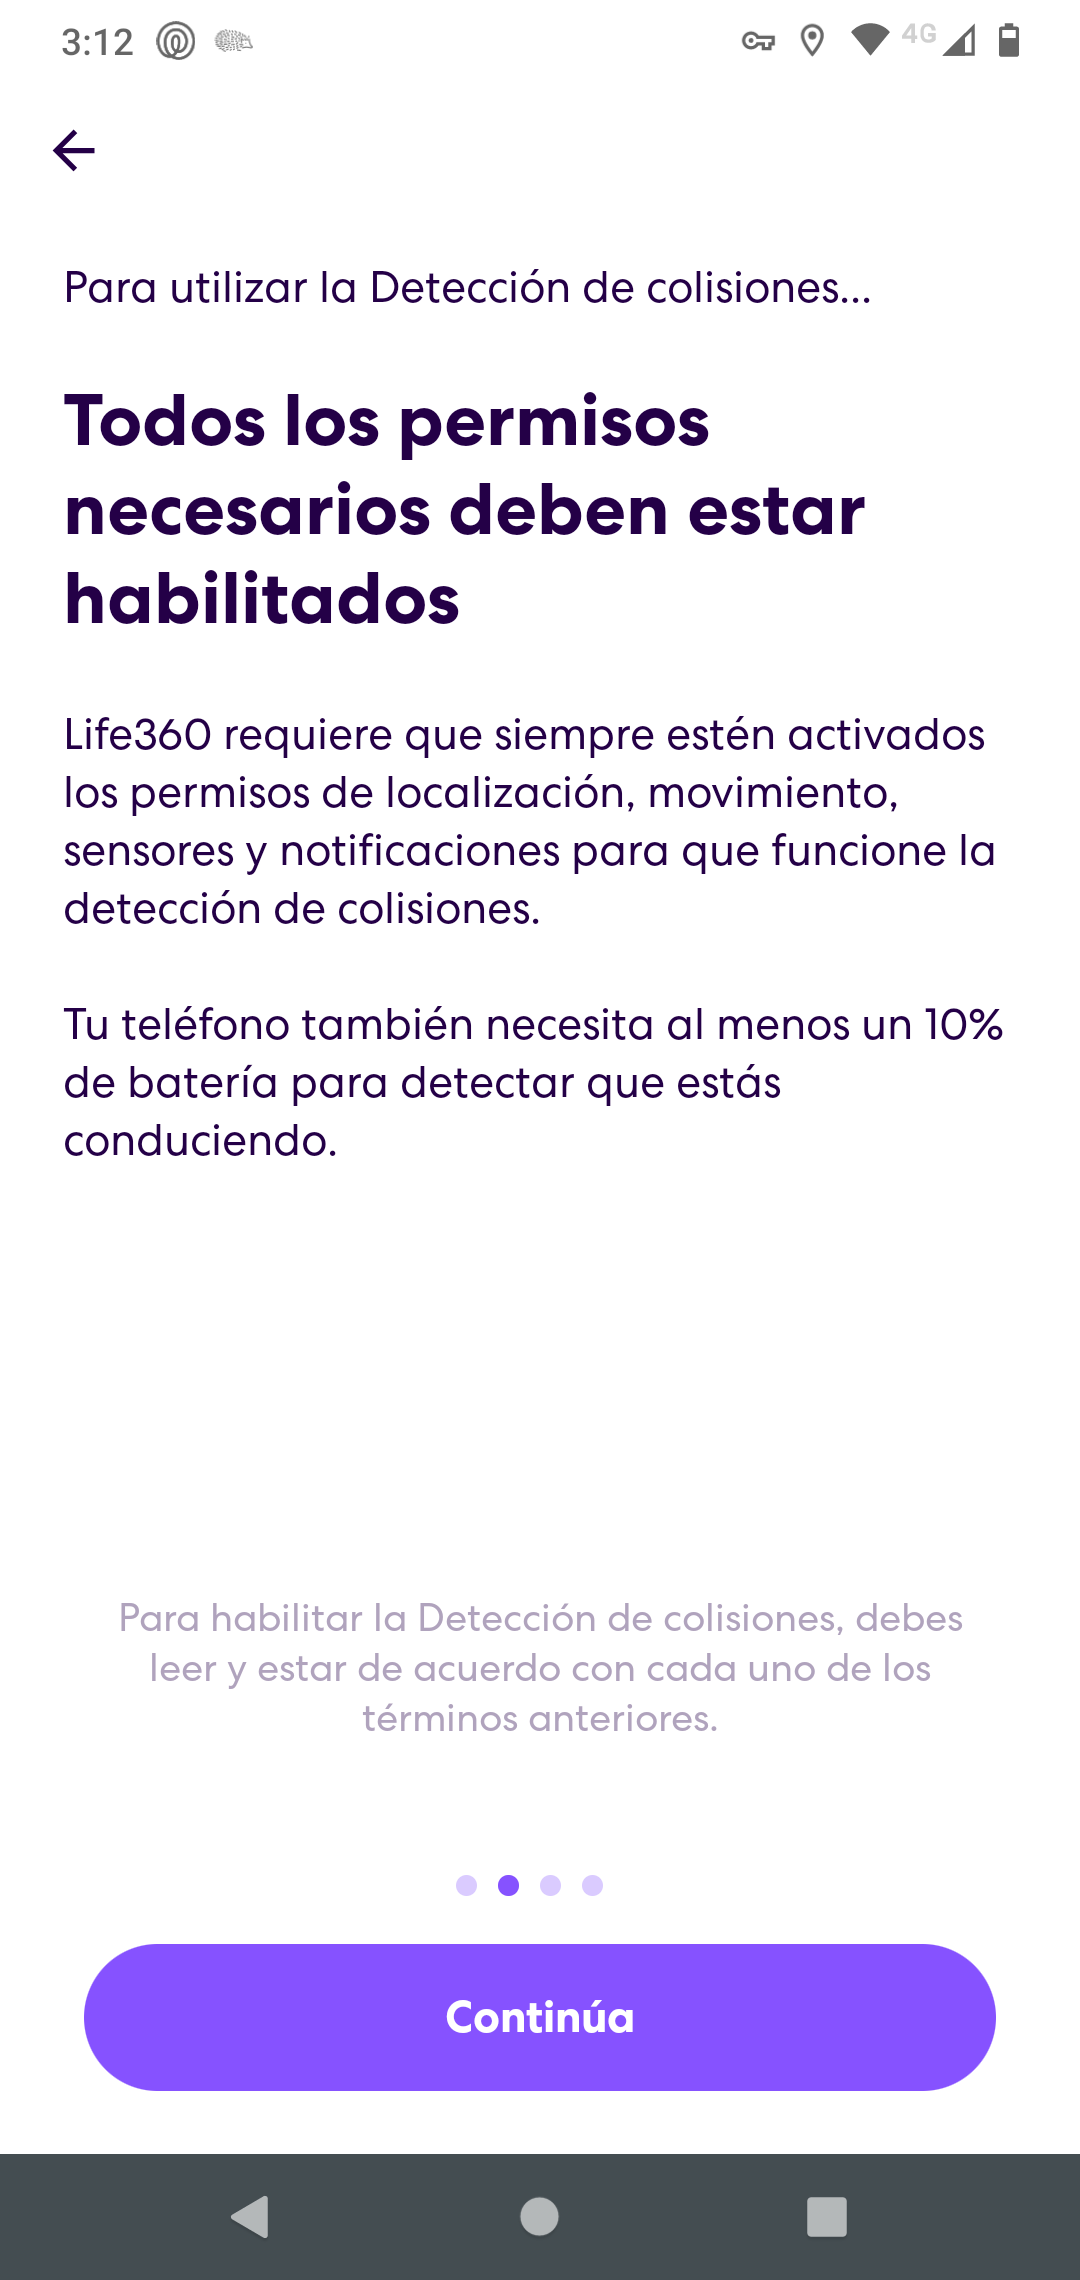 3:12
4G
Para utilizar la Detección de colisiones...
Todos los permisos
necesarios deben estar
habilitados
Life360 requiere que siempre estén activados
los permisos de localización, movimiento,
sensores y notificaciones para que funcione la
detección de colisiones.
Tu teléfono también necesita al menos un 10%
de batería para detectar que estás
conduciendo.
Para habilitar la Detección de colisiones, debes
leer y estar de acuerdo con cada uno de los
términos anteriores.
Continúa